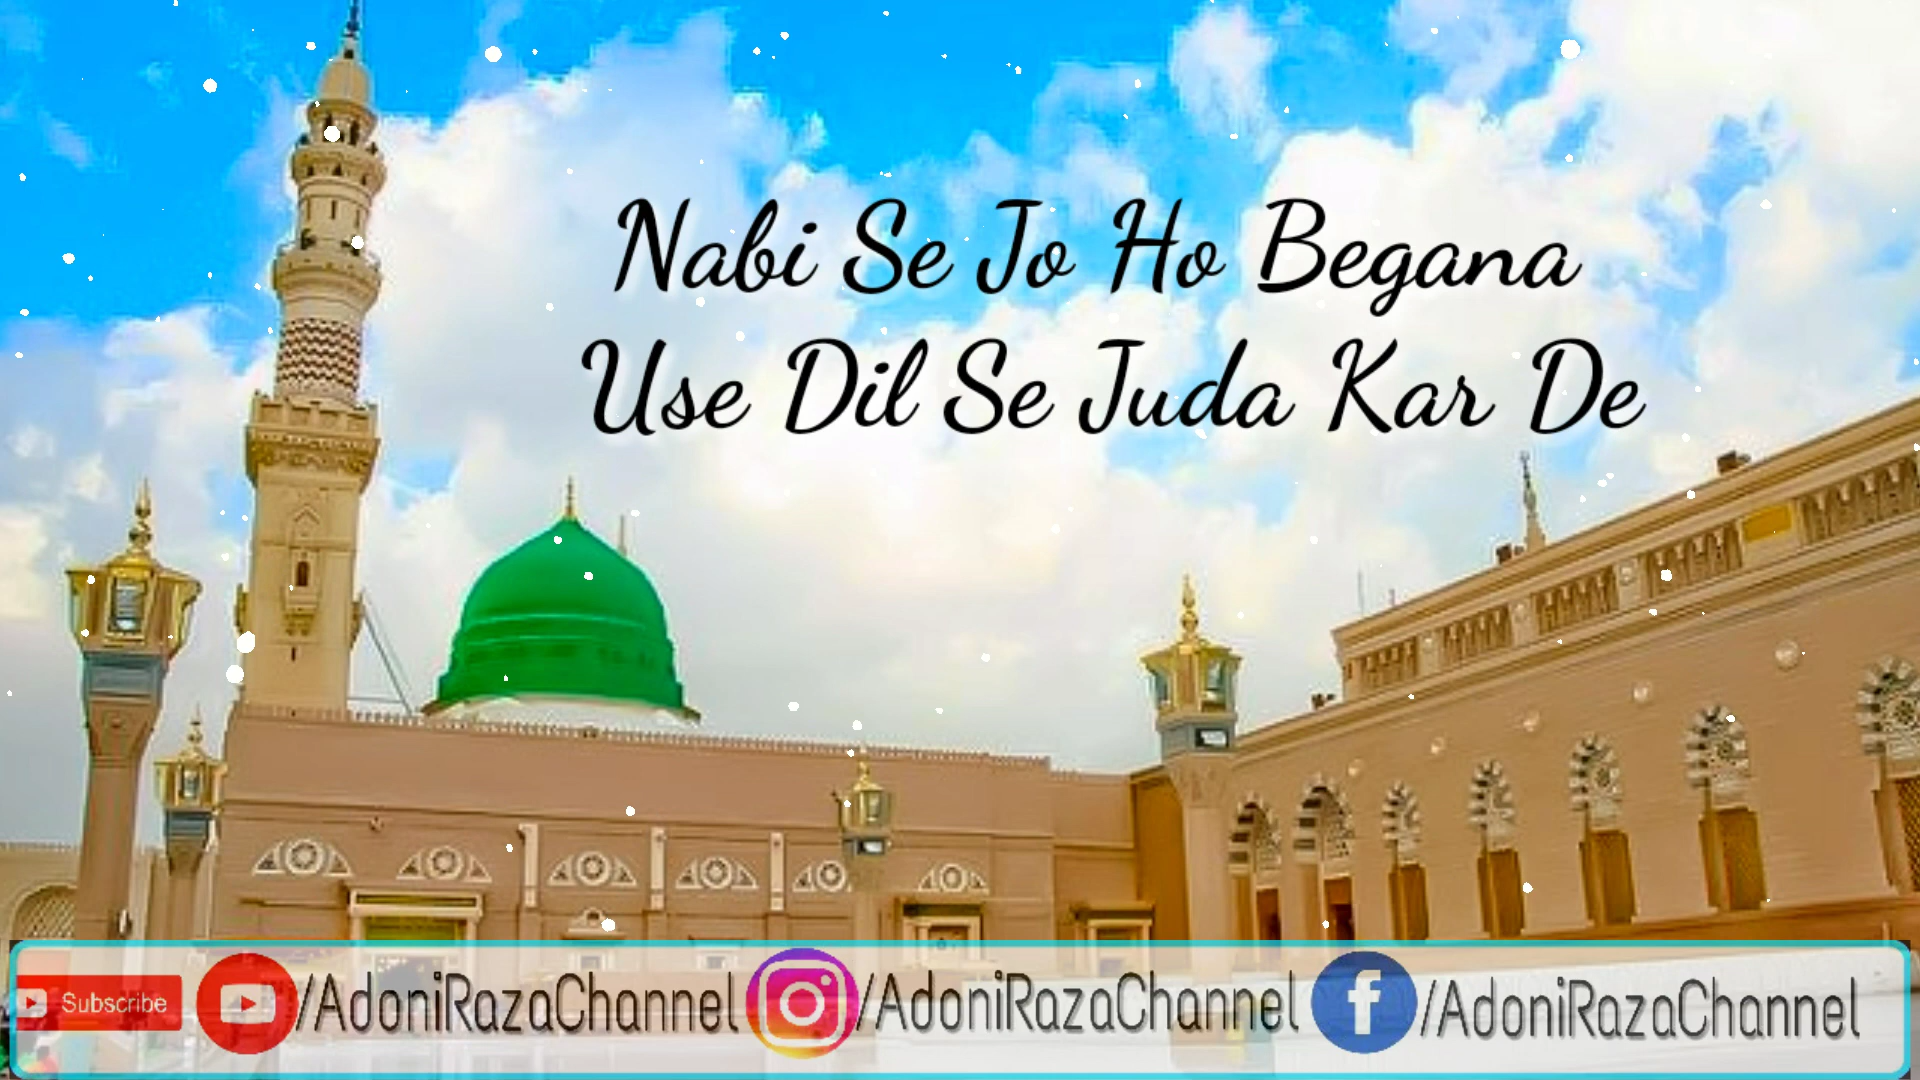 Nabi Se Jo Ho Begana
Use Dil Se Juda Kar De
Subscribe /AdoniRazaChannel /AdoniRazaChannel /AdoniRazaChannel